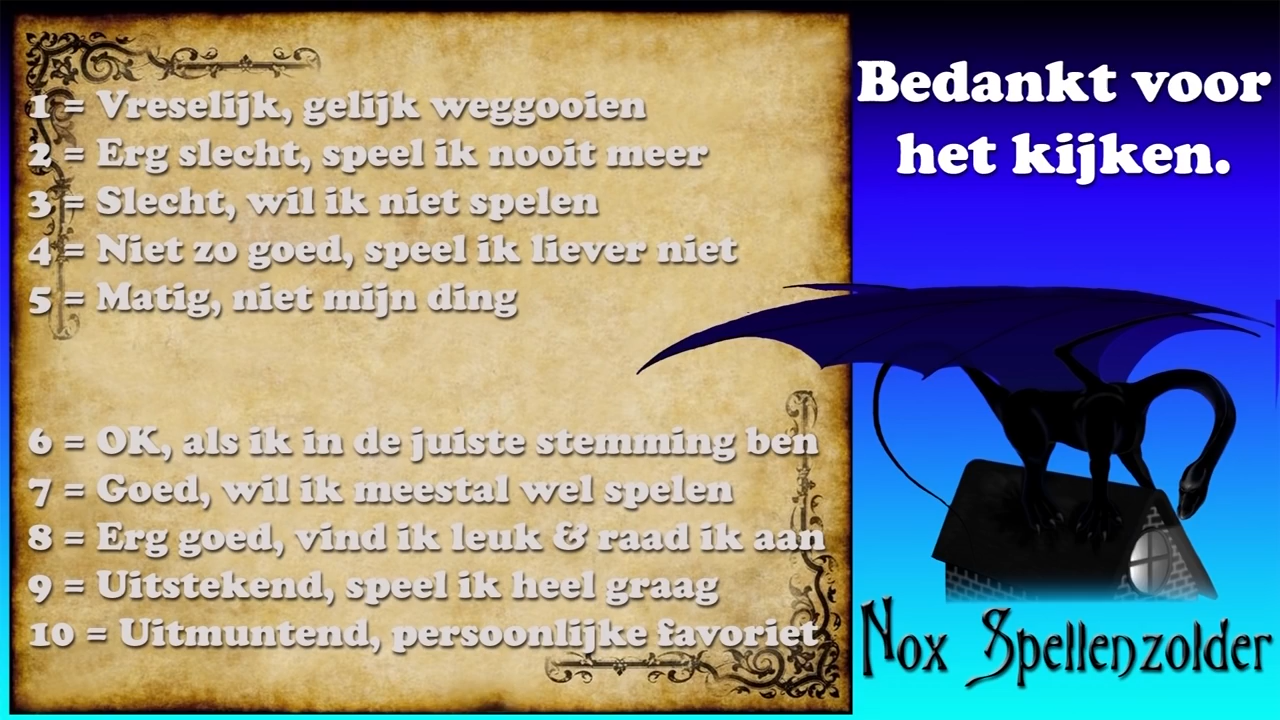 1 = Vreselijk, gelijk weggooien
2 = Erg slecht, speel ik nooit meer
3 = Slecht, wil ik niet spelen
4 = Niet zo goed, speel ik liever niet
5 = Matig, niet mijn ding
6 = OK, als ik in de juiste stemming ben
7 = Goed, wil ik meestal wel spelen
8 = Erg goed, vind ik leuk & raad ik aan
9 = Uitstekend, speel ik heel graag
10 = Uitmuntend, persoonlijke favoriet
Bedankt voor
het kijken.
Nox Spellenzolder